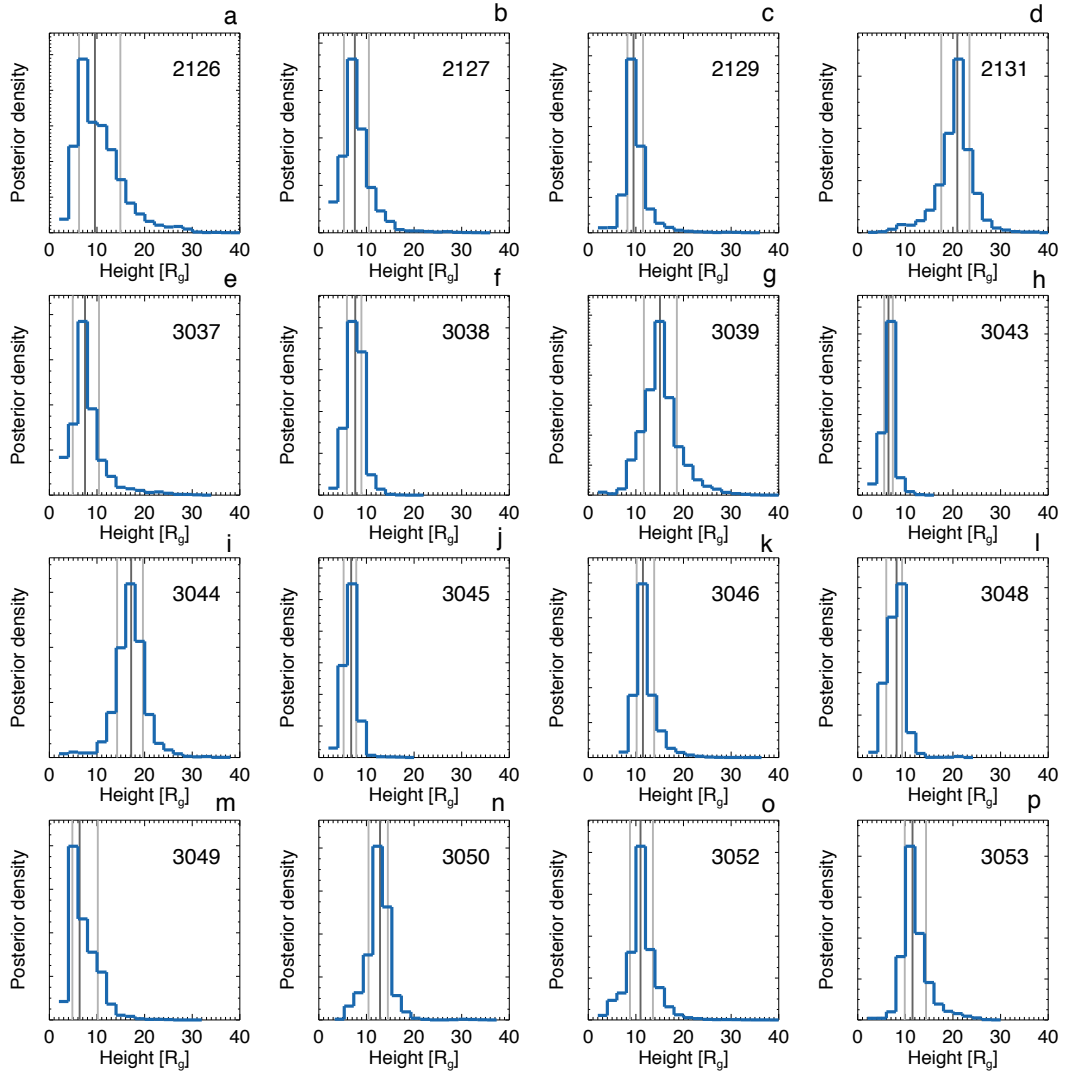 a b c d
2126 2127 2129 2131
Posterior density Posterior density Posterior density Posterior density
0 10 20 30 40 0 10 20 30 40 0 10 20 30 40 0 10 20 30 40
Height [Rg] Height [Rg] Height [Rg] Height [Rg]
e f g h
3037 3038 3039 3043
Posterior density Posterior density Posterior density Posterior density
0 10 20 30 40 0 10 20 30 40 0 10 20 30 40 0 10 20 30 40
Height [Rg] Height [Rg] Height [Rg] Height [Rg]
i j k l
3044 3045 3046 3048
Posterior density Posterior density Posterior density Posterior density
0 10 20 30 40 0 10 20 30 40 0 10 20 30 40 0 10 20 30 40
Height [Rg] Height [Rg] Height [Rg] Height [Rg]
m n o p
3049 3050 3052 3053
Posterior density Posterior density Posterior density Posterior density
0 10 20 30 40 0 10 20 30 40 0 10 20 30 40 0 10 20 30 40
Height [Rg] Height [Rg] Height [Rg] Height [Rg]